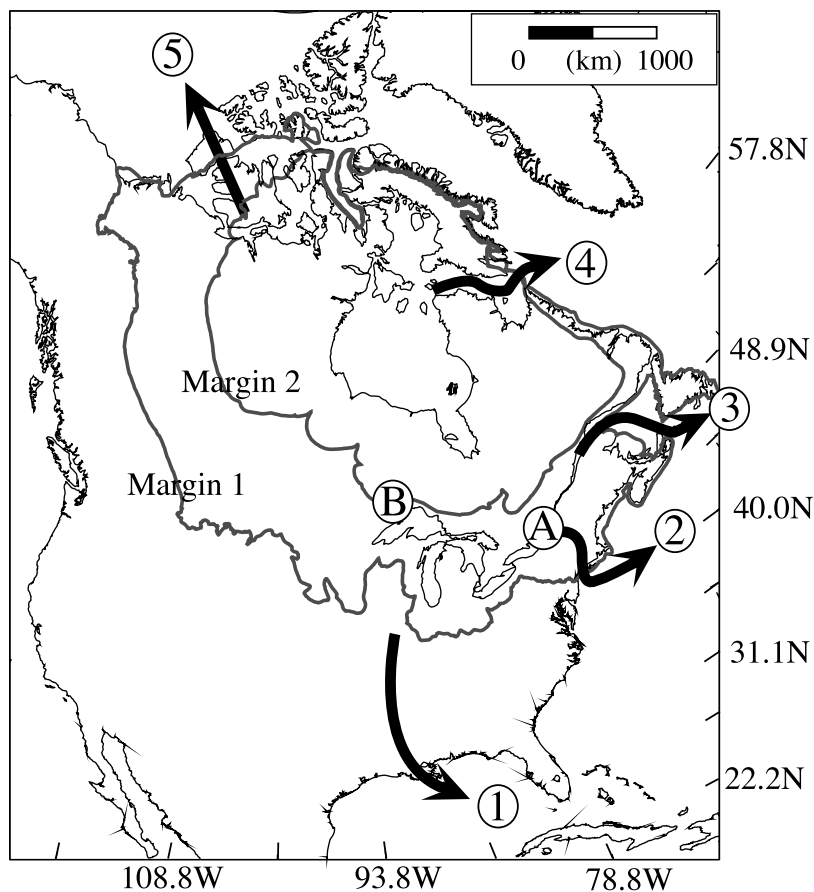 0 (km) 1000
5
57.8N
4
48.9N
Margin 2
3
Margin 1
B
40.0N
A
2
31.1N
22.2N
1
108.8W
93.8W
78.8W